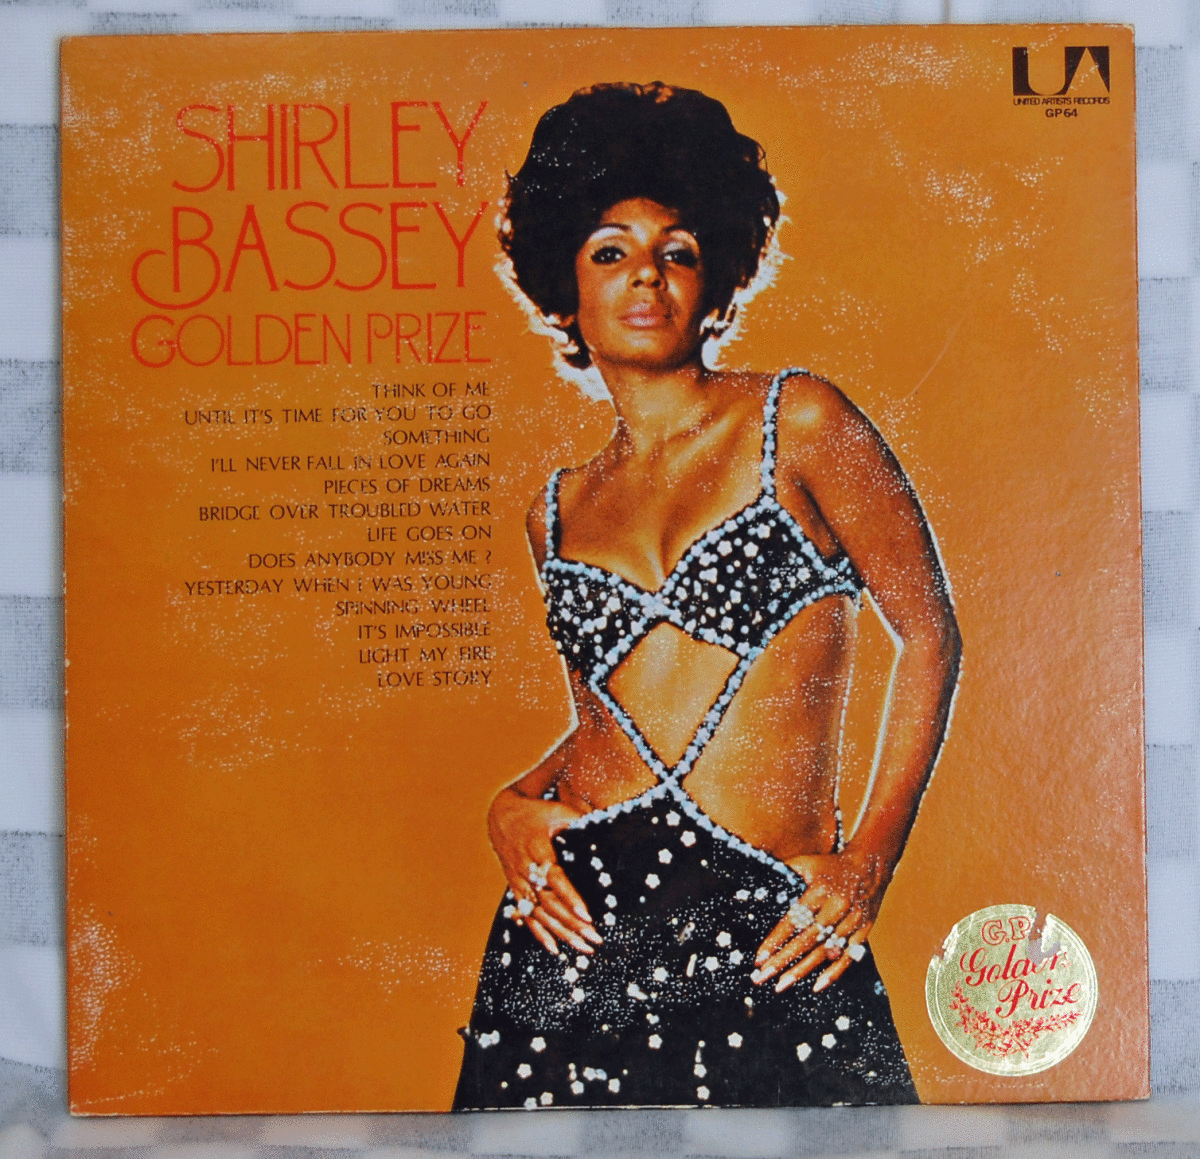 SHIRLEY
BASSEY
GOLDEN PRIZE
THINK OF ME
UNTIL IT'S TIME FOR YOU TO GO
SOMETHING
I'LL NEVER FALL IN LOVE AGAIN
PIECES OF DREAMS
BRIDGE OVER TROUBLED WATER
LIFE GOES ON
DOES ANYBODY MISS ME ?
YESTERDAY WHEN I WAS YOUNG
SPINNING WHEEL
IT'S IMPOSSIBLE
LIGHT MY FIRE
LOVE STORY
UA
UNITED ARTISTS RECORDS
GP 64
G.P.
Golden
Prize